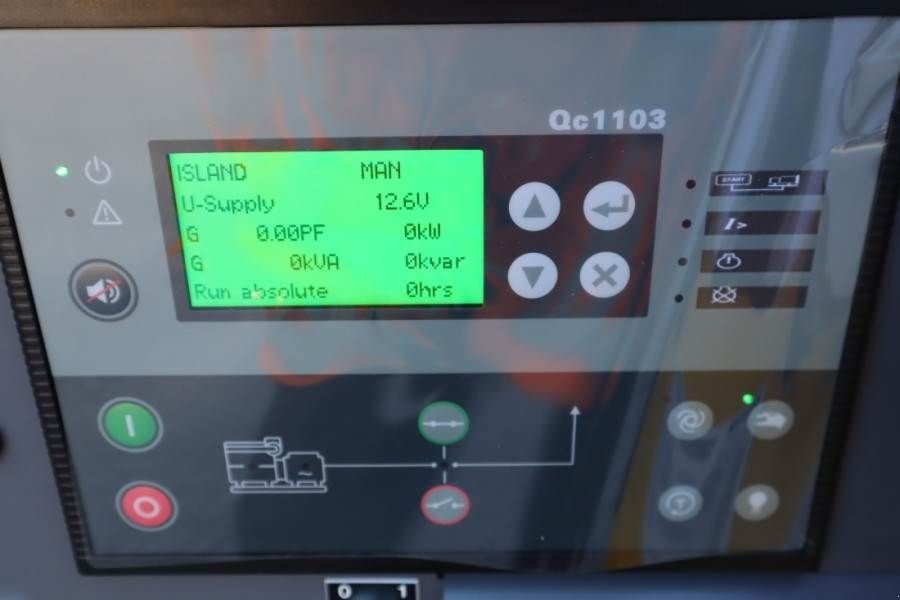 Qc1103
ISLAND MAN
U-Supply 12.6V
G 0.00PF 0kW
G 0kVA 0kvar
Run absolute 0hrs
START
I>
0 1